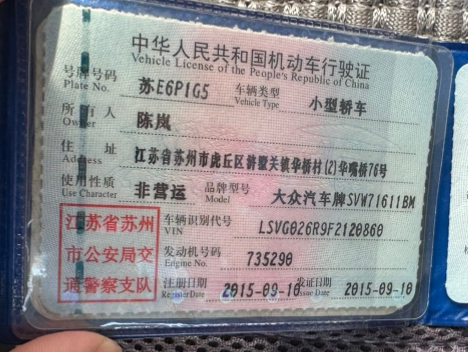 中华人民共和国机动车行驶证
Vehicle License of the People's Republic of China
号牌号码 苏E6P1G5 车辆类型 小型轿车
Plate No. Vehicle Type
所有人 陈岚
Owner
住址 江苏省苏州市虎丘区浒墅关镇华桥村(2)华嘴桥76号
Address
使用性质 非营运 品牌型号 大众汽车牌SVW71611BM
Use Character Model
江苏省苏州 车辆识别代号 LSVG026R9F2120860
VIN
市公安局交 发动机号码 735290
Engine No.
通警察支队 注册日期 2015-09-10 发证日期 2015-09-10
Register Date Issue Date